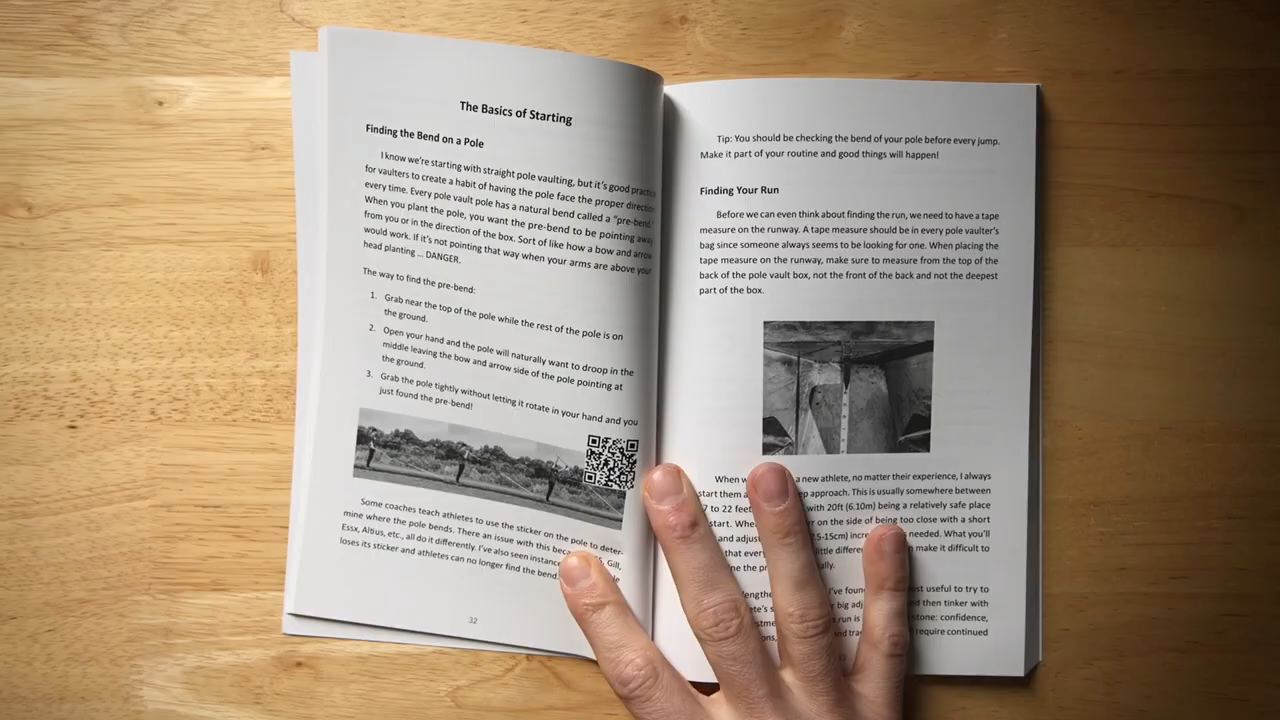 The Basics of Starting
Finding the Bend on a Pole
I know we're starting with straight pole vaulting, but it's good practice
for vaulters to create a habit of having the pole face the proper direction
every time. Every pole vault pole has a natural bend called a "pre-bend."
When you plant the pole, you want the pre-bend to be pointing away
from you or in the direction of the box. Sort of like how a bow and arrow
would work. If it's not pointing that way when your arms are above your
head planting ... DANGER.
The way to find the pre-bend:
1. Grab near the top of the pole while the rest of the pole is on
the ground.
2. Open your hand and the pole will naturally want to droop in the
middle leaving the bow and arrow side of the pole pointing at
the ground.
3. Grab the pole tightly without letting it rotate in your hand and you
just found the pre-bend!
Some coaches teach athletes to use the sticker on the pole to deter-
mine where the pole bends. There an issue with this Gill,
Essx, Altius, etc., all do it differently. I've also seen
loses its sticker and athletes can no longer find the bend.
32
Tip: You should be checking the bend of your pole before every jump.
Make it part of your routine and good things will happen!
Finding Your Run
Before we can even think about finding the run, we need to have a tape
measure on the runway. A tape measure should be in every pole vaulter's
bag since someone always seems to be looking for one. When placing the
tape measure on the runway, make sure to measure from the top of the
back of the pole vault box, not the front of the back and not the deepest
part of the box.
When a new athlete, no matter their experience, I always
start them approach. This is usually somewhere between
to 22 feet with 20ft (6.10m) being a relatively safe place
start. on the side of being too close with a short
and needed. What you'll
that every little make it difficult to
the
I've useful to try to
big then tinker with
run is confidence,
and require continued